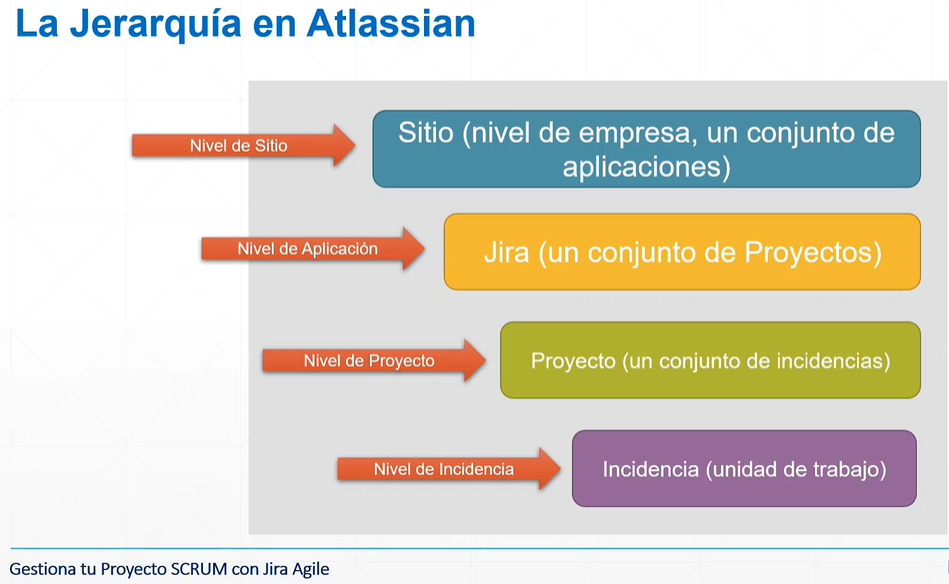 La Jerarquía en Atlassian
Nivel de Sitio
Sitio (nivel de empresa, un conjunto de
aplicaciones)
Nivel de Aplicación
Jira (un conjunto de Proyectos)
Nivel de Proyecto
Proyecto (un conjunto de incidencias)
Nivel de Incidencia
Incidencia (unidad de trabajo)
Gestiona tu Proyecto SCRUM con Jira Agile